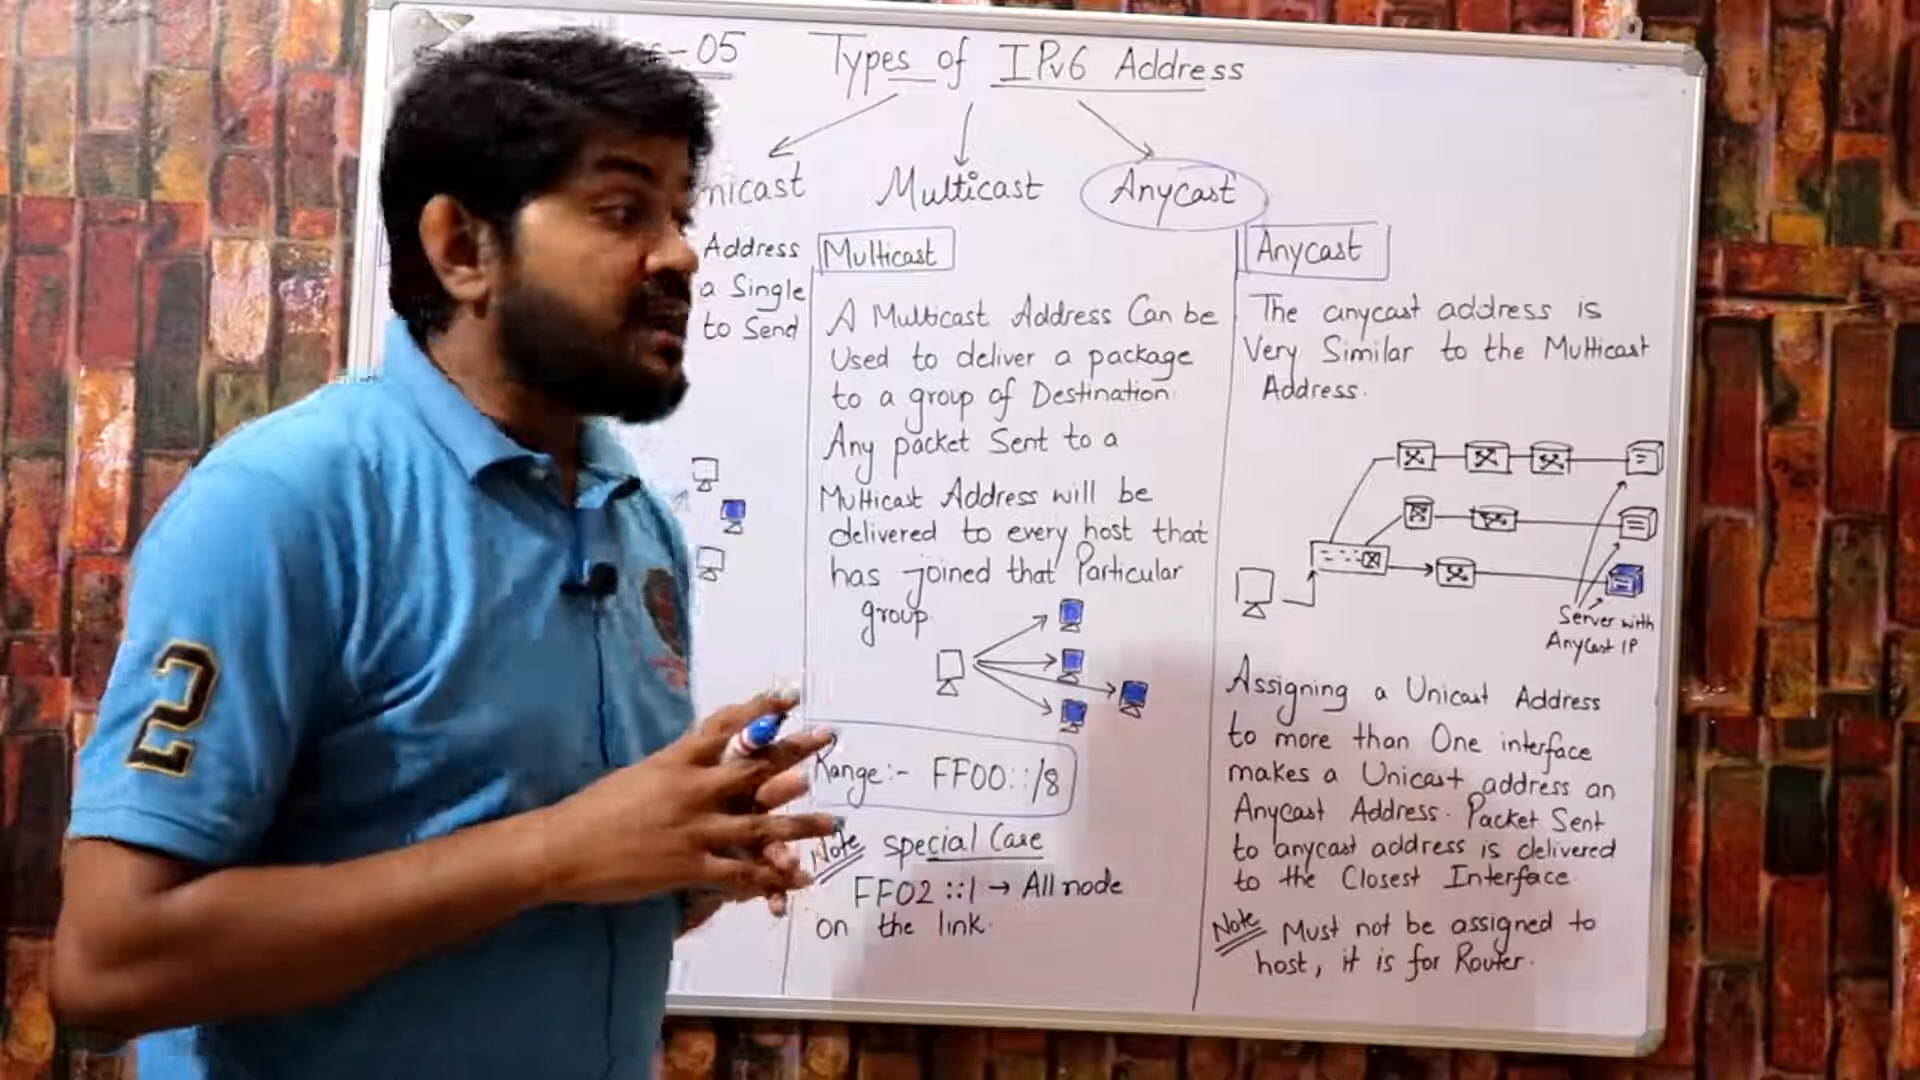 -05 Types of IPv6 Address
nicast Multicast Anycast
Address
a Single
to Send
Multicast
A Multicast Address Can be
Used to deliver a package
to a group of Destination.
Any packet Sent to a
Multicast Address will be
delivered to every host that
has joined that Particular
group.
Range:- FF00::/8
Note Special Case
FF02::1 → All node
on the link.
Anycast
The anycast address is
Very Similar to the Multicast
Address.
Server with
AnyCast IP
Assigning a Unicast Address
to more than One interface
makes a Unicast address an
Anycast Address. Packet Sent
to anycast address is delivered
to the Closest Interface.
Note Must not be assigned to
host, it is for Router.
2